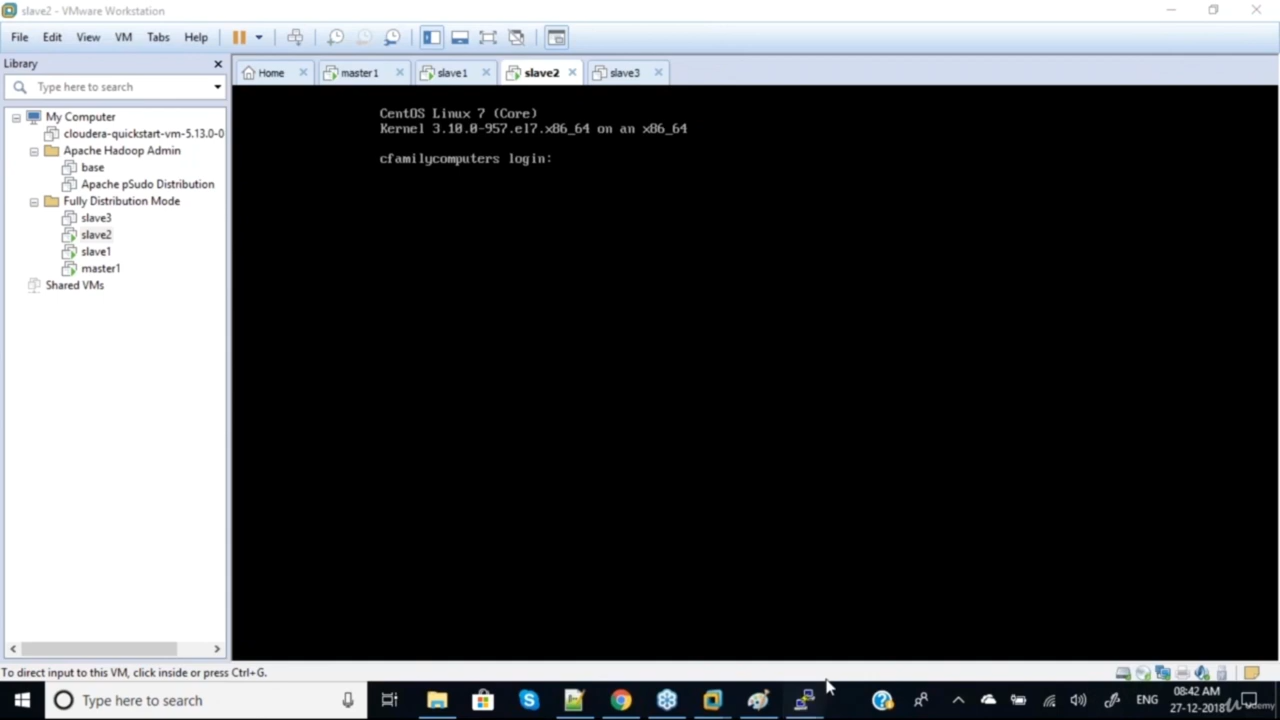 slave2 - VMware Workstation
File Edit View VM Tabs Help
Library
Type here to search
Home master1 slave1 slave2 slave3
My Computer
cloudera-quickstart-vm-5.13.0-0
Apache Hadoop Admin
base
Apache pSudo Distribution
Fully Distribution Mode
slave3
slave2
slave1
master1
Shared VMs
CentOS Linux 7 (Core)
Kernel 3.10.0-957.el7.x86_64 on an x86_64
cfamilycomputers login:
To direct input to this VM, click inside or press Ctrl+G.
Type here to search
ENG
08:42 AM
27-12-2018
Udemy